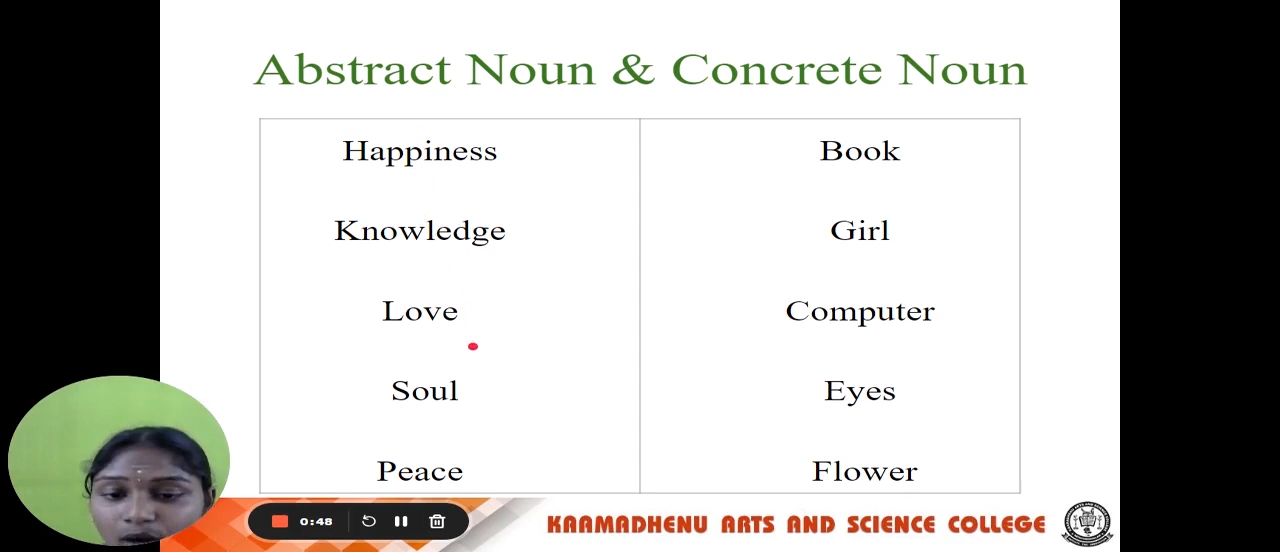 Abstract Noun & Concrete Noun
Happiness Book
Knowledge Girl
Love Computer
Soul Eyes
Peace Flower
0:48
KAAMADHENU ARTS AND SCIENCE COLLEGE